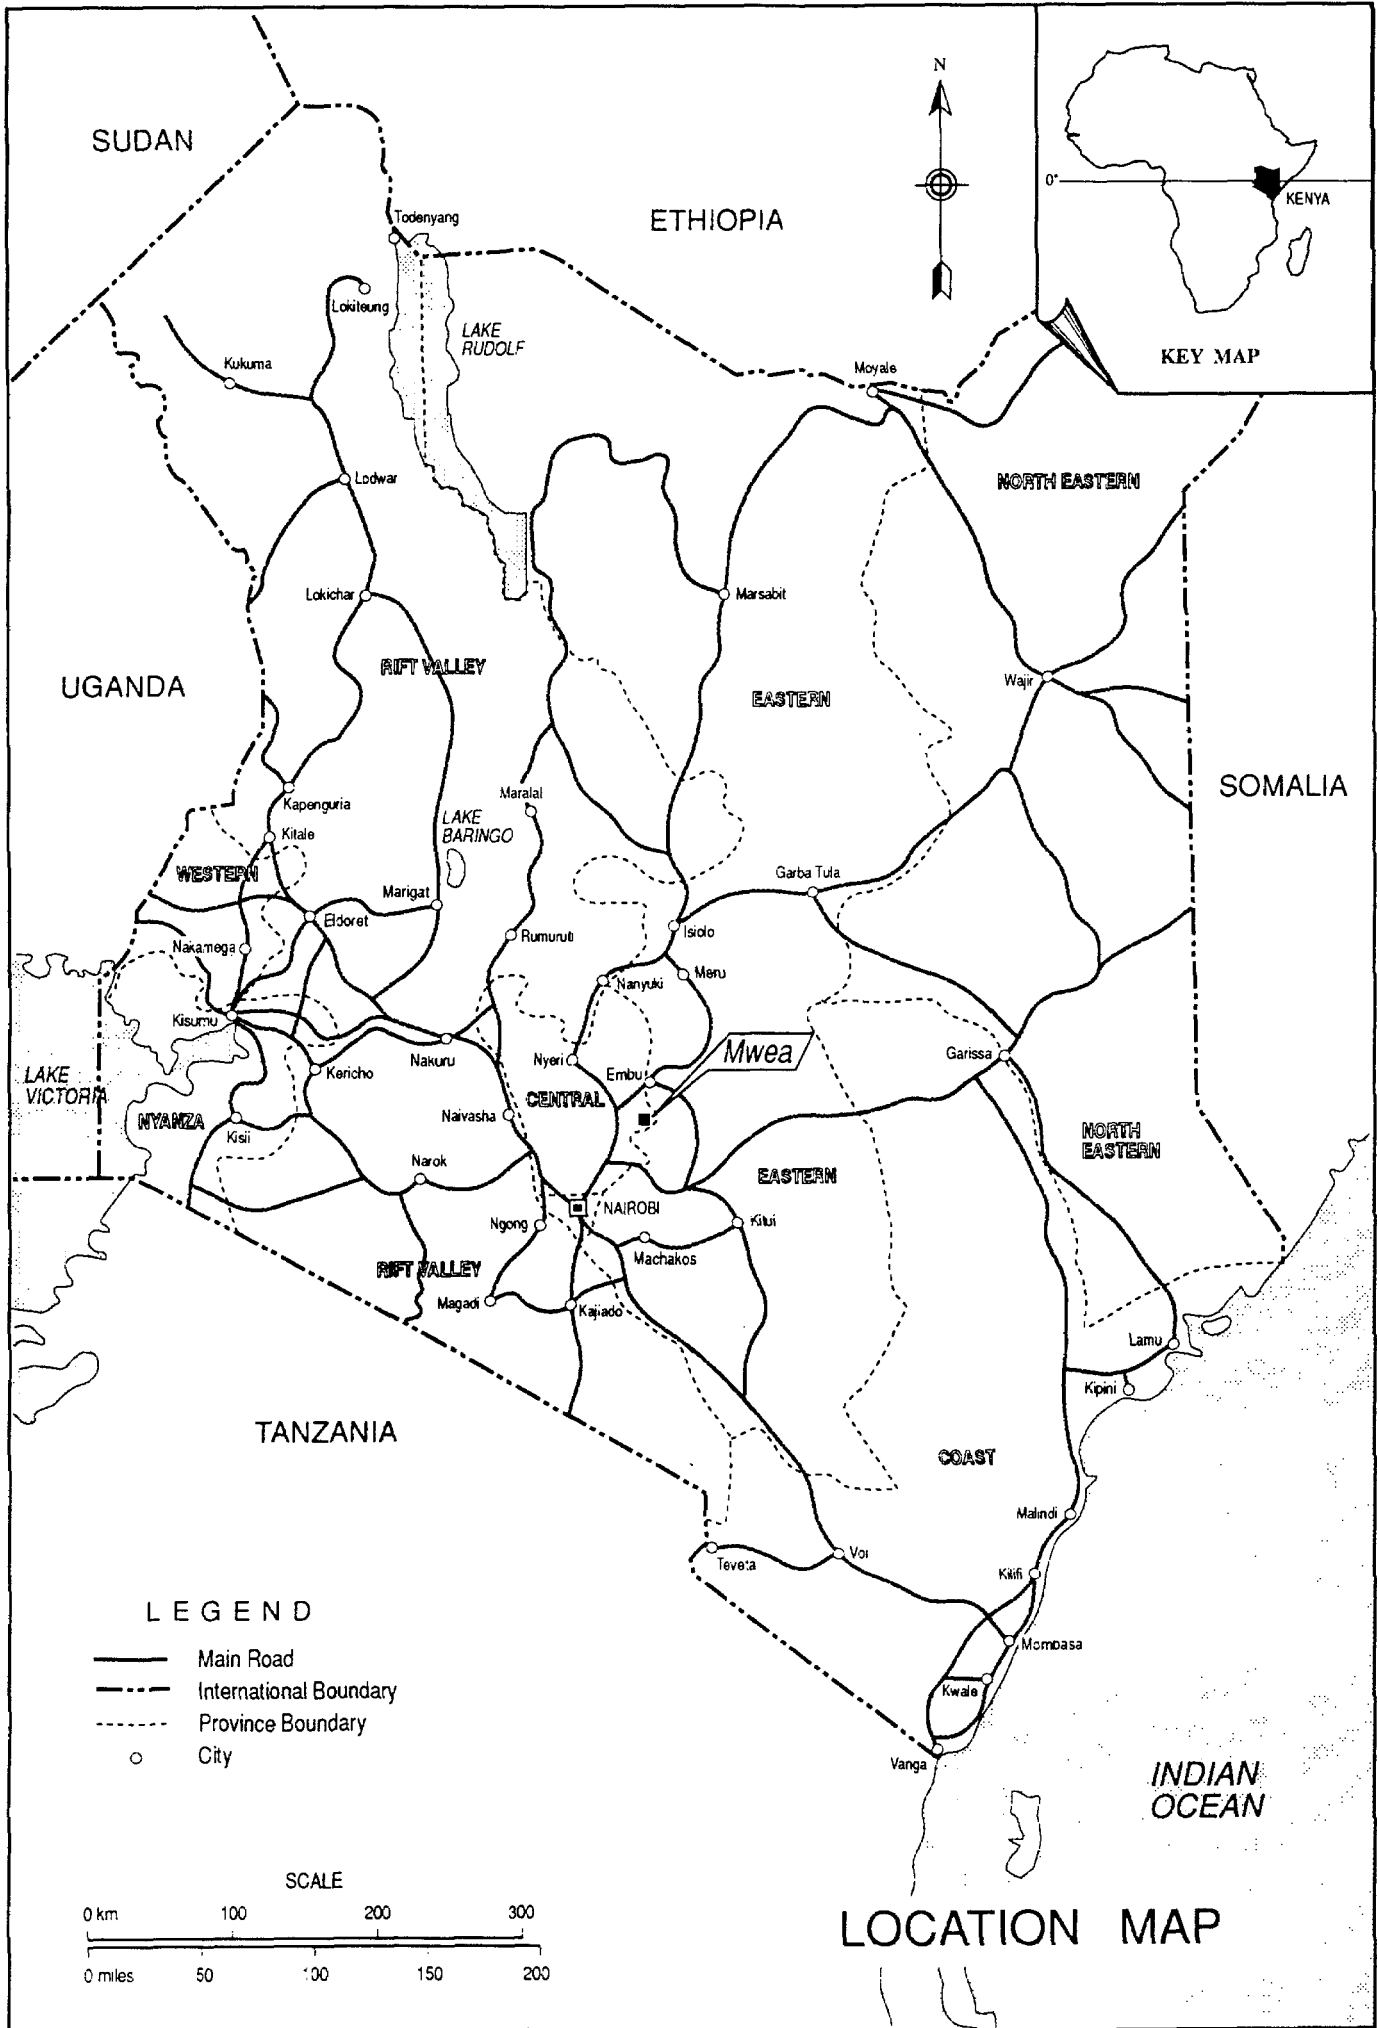 N
SUDAN
ETHIOPIA
0°
KENYA
KEY MAP
Todenyang
Lokiteung
LAKE
RUDOLF
Kukuma
Moyale
Lodwar
NORTH EASTERN
Lokichar
Marsabit
RIFT VALLEY
UGANDA
EASTERN
Wajir
SOMALIA
Kapenguria
Maralal
LAKE
BARINGO
Kitale
WESTERN
Marigat
Garba Tula
Eldoret
Rumuruti
Isiolo
Nakamega
Nanyuki
Meru
Kisumu
Nakuru
Nyeri
Mwea
Garissa
Kericho
Embu
LAKE
VICTORIA
NYANZA
Naivasha
CENTRAL
Kisii
NORTH
EASTERN
Narok
EASTERN
NAIROBI
Ngong
Kitui
Machakos
RIFT VALLEY
Magadi
Kajiado
Lamu
Kipini
TANZANIA
COAST
Malindi
Voi
Teveta
Kilifi
LEGEND
Main Road
International Boundary
Province Boundary
City
Mombasa
Kwale
Vanga
INDIAN
OCEAN
SCALE
0 km 100 200 300
0 miles 50 100 150 200
LOCATION MAP